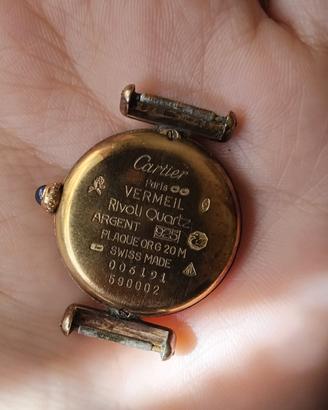 Cartier
Paris
VERMEIL
Rivoli Quartz
ARGENT 925
PLAQUE OR G 20 M
SWISS MADE
006191
590002